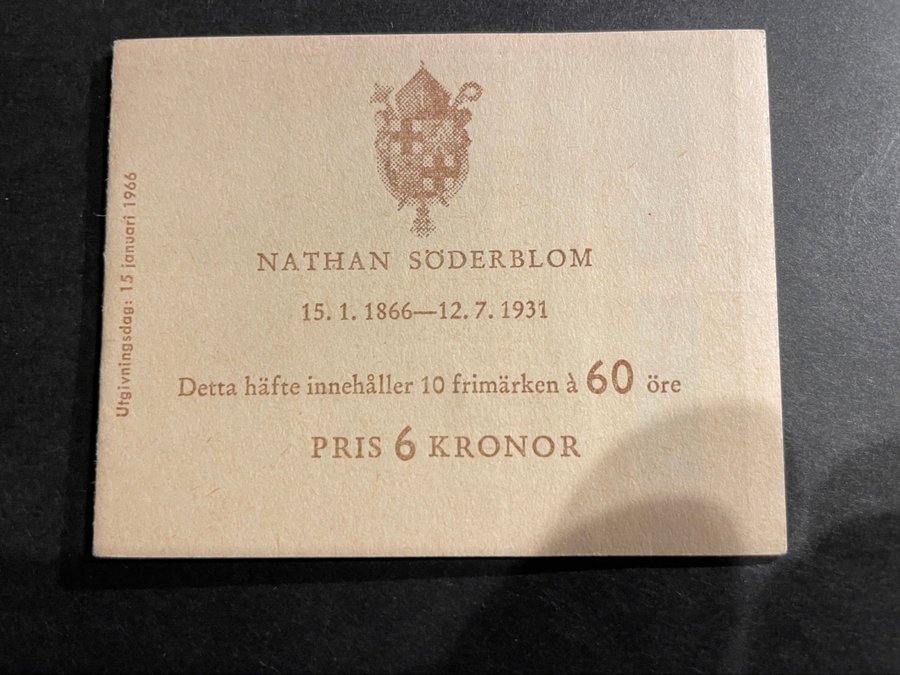 NATHAN SÖDERBLOM
15. 1. 1866—12. 7. 1931
Detta häfte innehåller 10 frimärken à 60 öre
PRIS 6 KRONOR
Utgivningsdag: 15 januari 1966